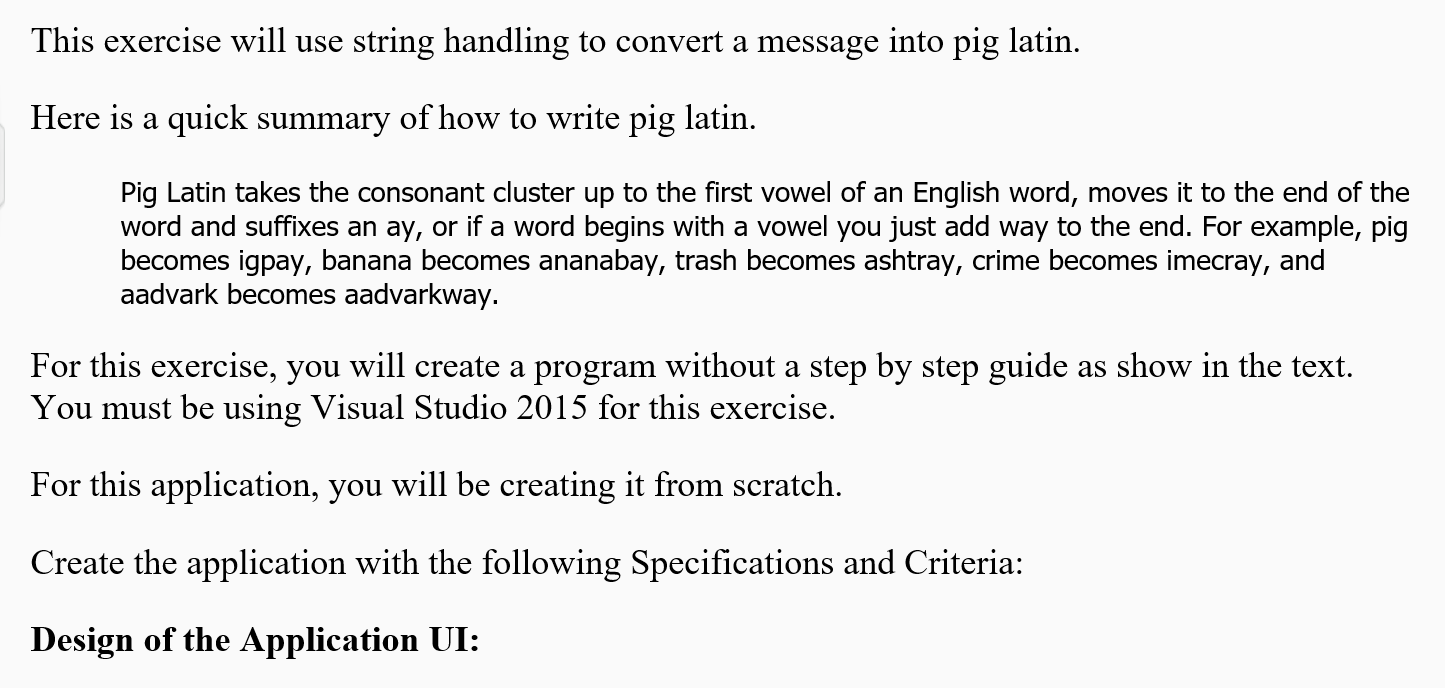 This exercise will use string handling to convert a message into pig latin.
Here is a quick summary of how to write pig latin.
Pig Latin takes the consonant cluster up to the first vowel of an English word, moves it to the end of the
word and suffixes an ay, or if a word begins with a vowel you just add way to the end. For example, pig
becomes igpay, banana becomes ananabay, trash becomes ashtray, crime becomes imecray, and
aadvark becomes aadvarkway.
For this exercise, you will create a program without a step by step guide as show in the text.
You must be using Visual Studio 2015 for this exercise.
For this application, you will be creating it from scratch.
Create the application with the following Specifications and Criteria:
Design of the Application UI: